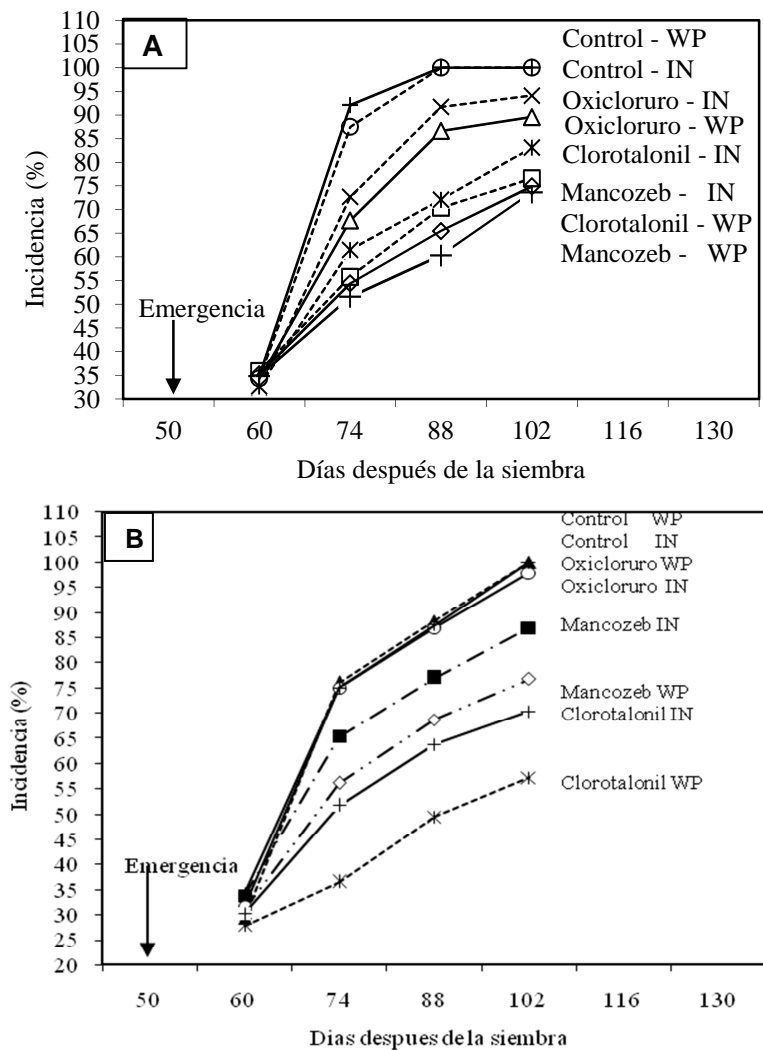 A
110
105
100
95
90
85
80
75
70
65
60
55
50
45
40
35
30
Incidencia (%)
Control - WP
Control - IN
Oxicloruro - IN
Oxicloruro - WP
Clorotalonil - IN
Mancozeb - IN
Clorotalonil - WP
Mancozeb - WP
Emergencia
50 60 74 88 102 116 130
Días después de la siembra
B
110
105
100
95
90
85
80
75
70
65
60
55
50
45
40
35
30
25
20
Incidencia (%)
Control WP
Control IN
Oxicloruro WP
Oxicloruro IN
Mancozeb IN
Mancozeb WP
Clorotalonil IN
Clorotalonil WP
Emergencia
50 60 74 88 102 116 130
Dias despues de la siembra